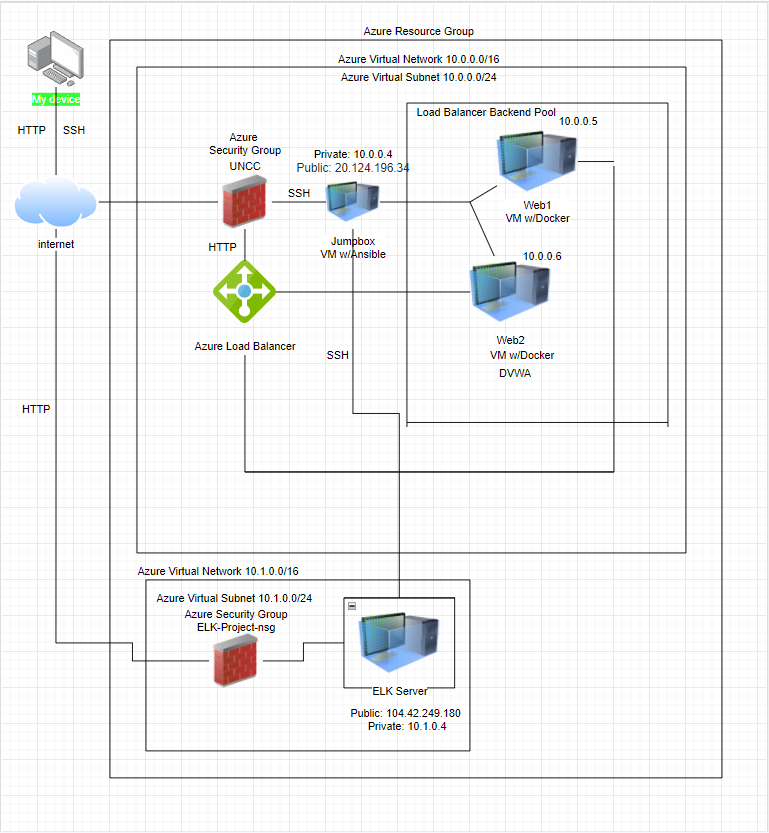 Azure Resource Group
Azure Virtual Network 10.0.0.0/16
Azure Virtual Subnet 10.0.0.0/24
My device
HTTP
SSH
internet
Azure
Security Group
UNCC
SSH
Private: 10.0.0.4
Public: 20.124.196.34
Jumpbox
VM w/Ansible
Load Balancer Backend Pool
10.0.0.5
Web1
VM w/Docker
10.0.0.6
Web2
VM w/Docker
DVWA
HTTP
Azure Load Balancer
SSH
HTTP
Azure Virtual Network 10.1.0.0/16
Azure Virtual Subnet 10.1.0.0/24
Azure Security Group
ELK-Project-nsg
ELK Server
Public: 104.42.249.180
Private: 10.1.0.4